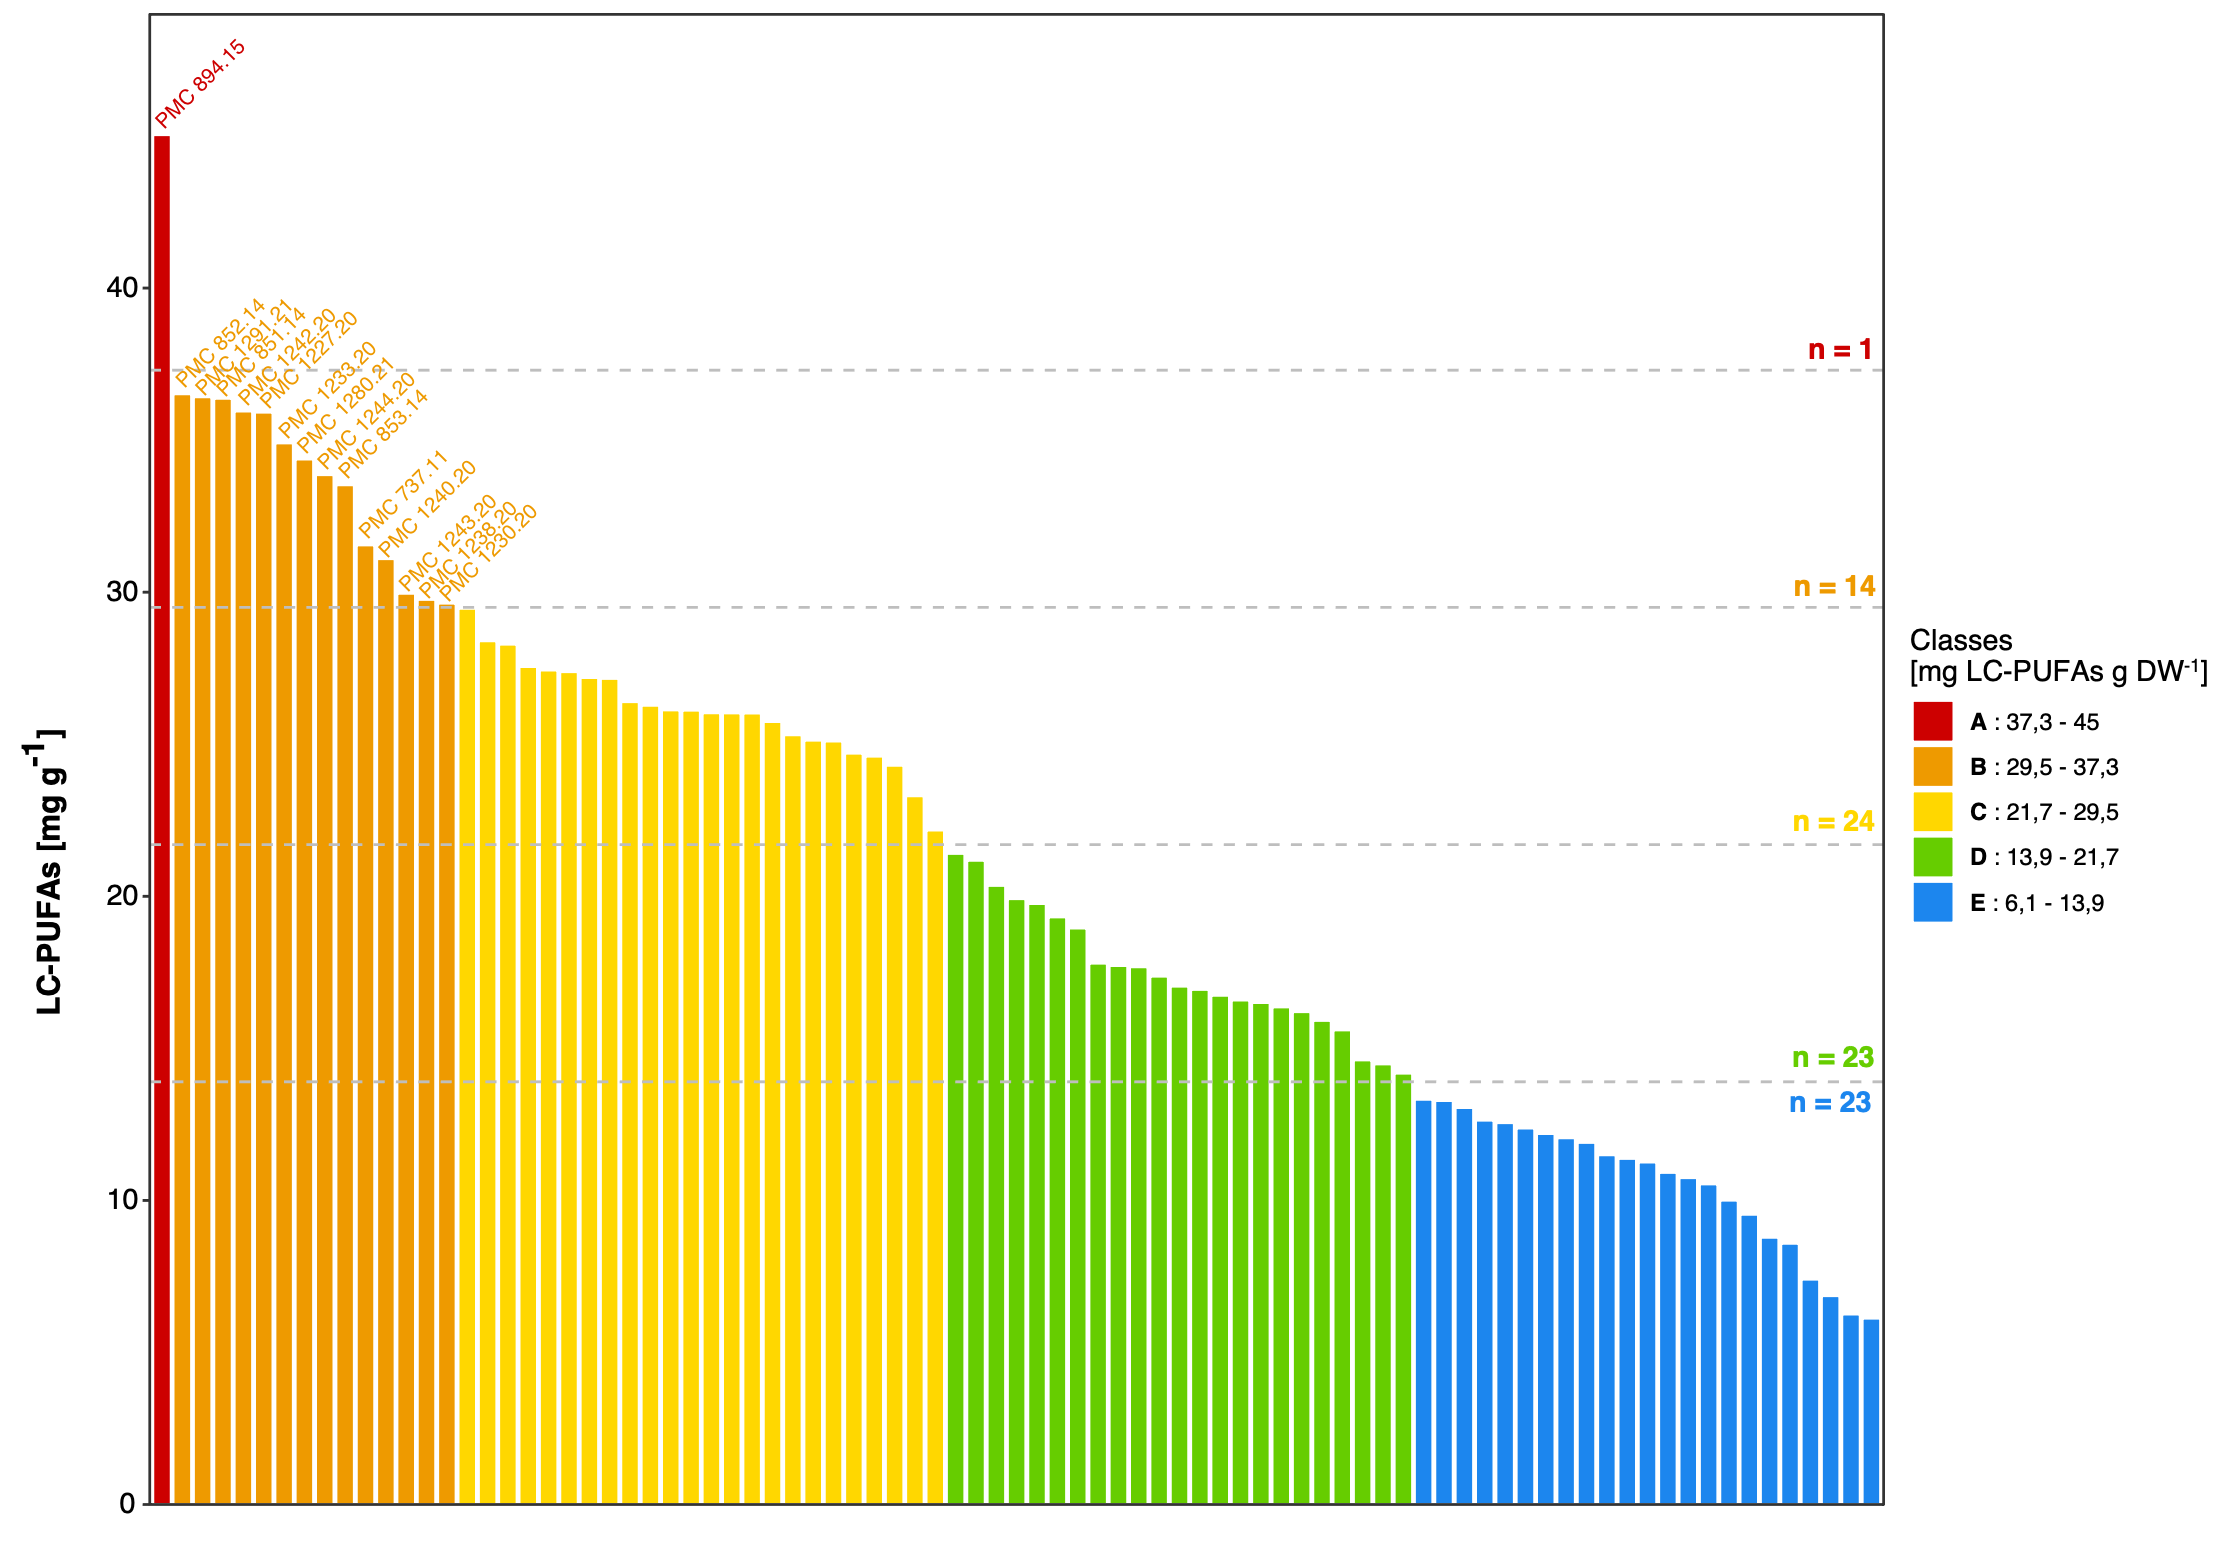 PMC 894.15
40
PMC 852.14
PMC 1291.21
PMC 851.14
PMC 1242.20
PMC 1227.20
n = 1
PMC 1233.20
PMC 1280.21
PMC 1244.20
PMC 853.14
PMC 737.11
PMC 1240.20
PMC 1243.20
PMC 1238.20
PMC 1230.20
30
n = 14
Classes
[mg LC-PUFAs g DW-1]
A : 37,3 - 45
B : 29,5 - 37,3
C : 21,7 - 29,5
D : 13,9 - 21,7
E : 6,1 - 13,9
LC-PUFAs [mg g-1]
n = 24
20
n = 23
n = 23
10
0